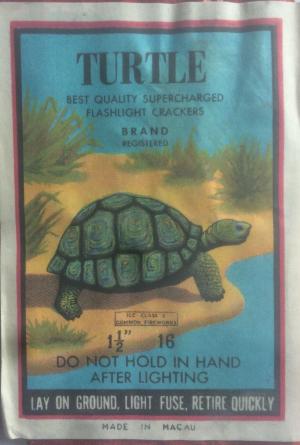 TURTLE
BEST QUALITY SUPERCHARGED
FLASHLIGHT CRACKERS
BRAND
REGISTERED
ICC CLASS C
COMMON FIREWORKS
1½" 16
DO NOT HOLD IN HAND
AFTER LIGHTING
LAY ON GROUND, LIGHT FUSE, RETIRE QUICKLY
MADE IN MACAU